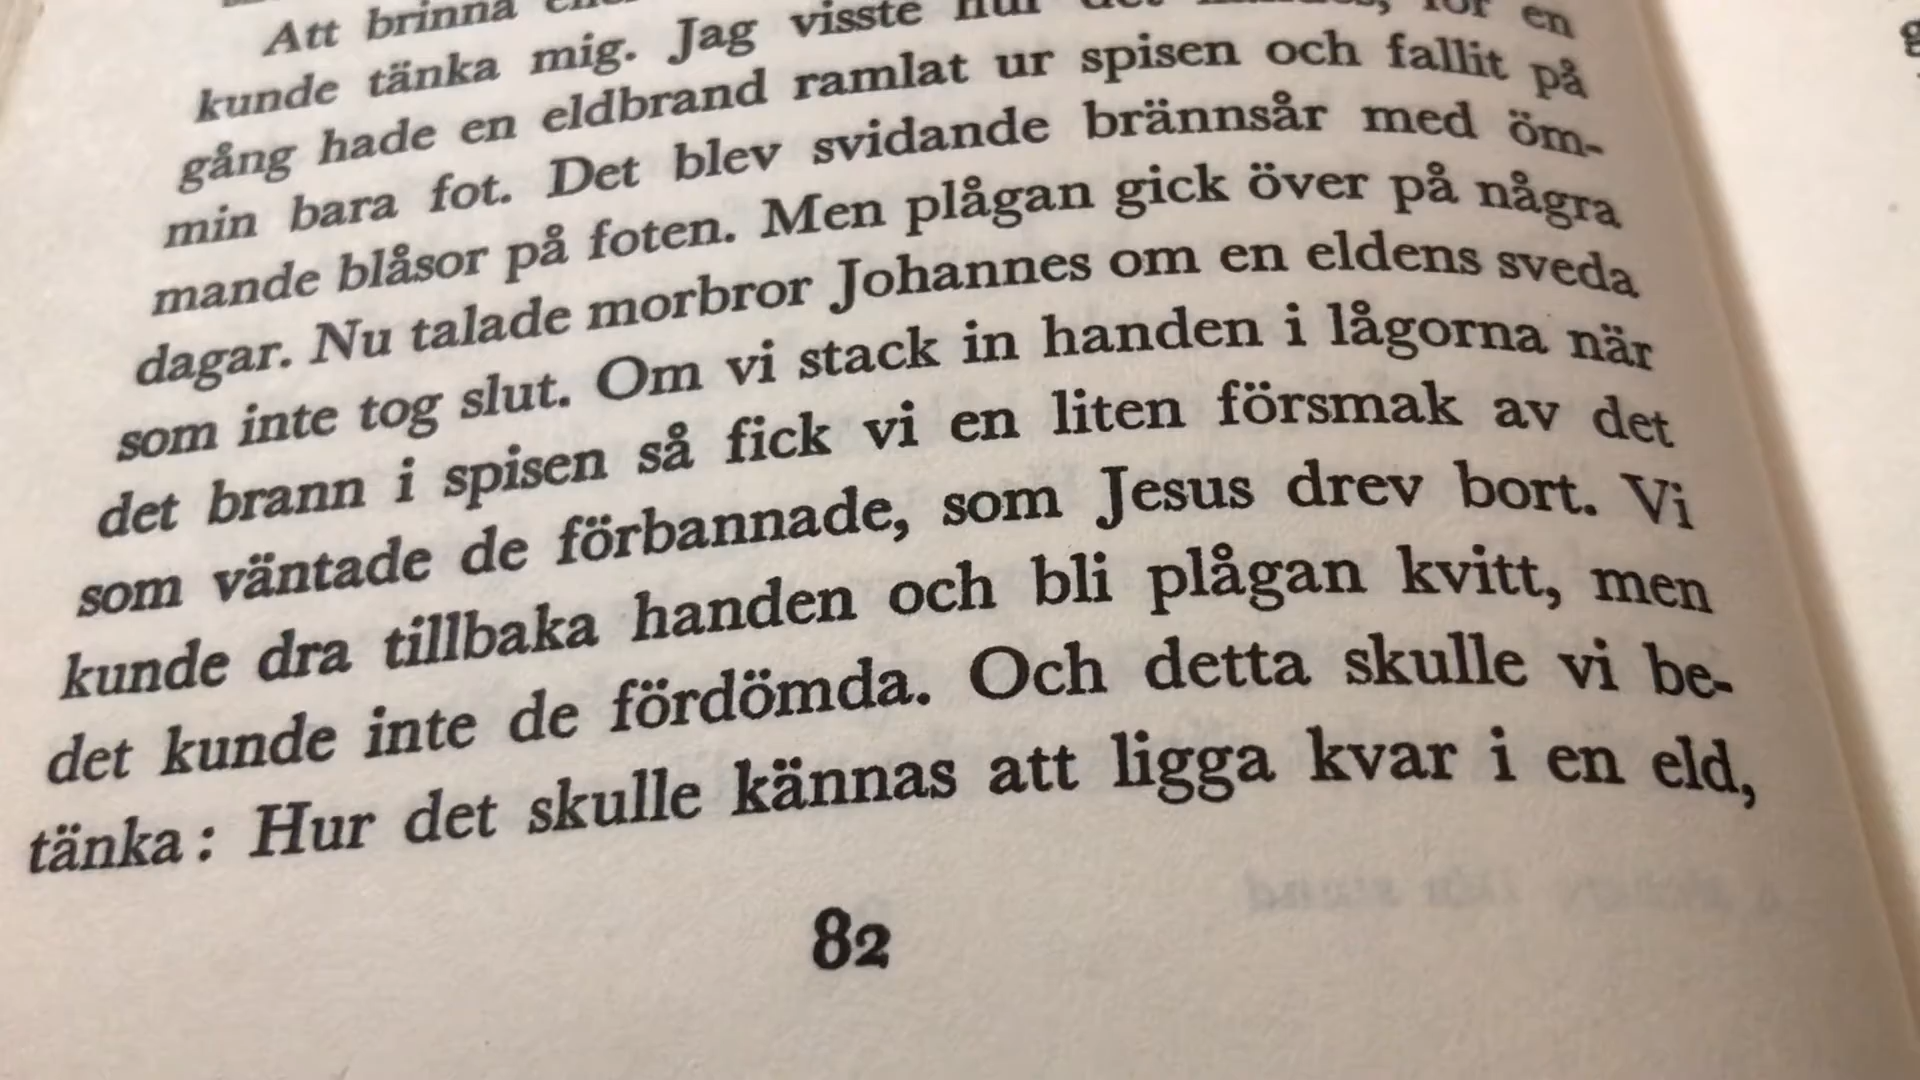 Att brinna
kunde tänka mig. Jag visste hur det kändes, för en
gång hade en eldbrand ramlat ur spisen och fallit på
min bara fot. Det blev svidande brännsår med öm-
mande blåsor på foten. Men plågan gick över på några
dagar. Nu talade morbror Johannes om en eldens sveda
som inte tog slut. Om vi stack in handen i lågorna när
det brann i spisen så fick vi en liten försmak av det
som väntade de förbannade, som Jesus drev bort. Vi
kunde dra tillbaka handen och bli plågan kvitt, men
det kunde inte de fördömda. Och detta skulle vi be-
tänka: Hur det skulle kännas att ligga kvar i en eld,
82